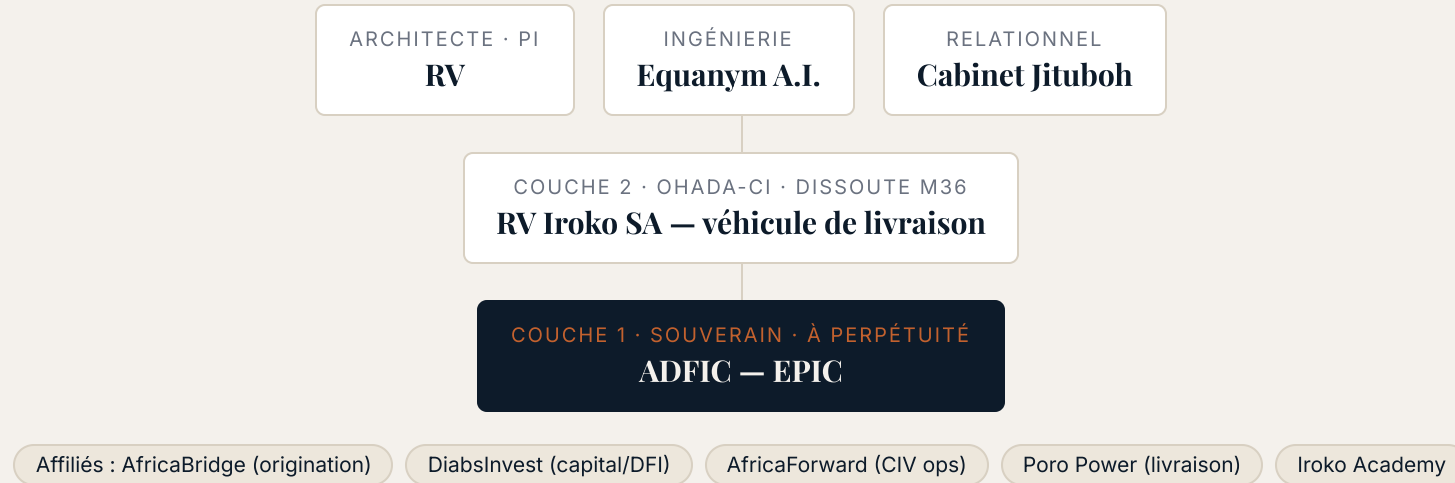 ARCHITECTE · PI
RV
INGÉNIERIE
Equanym A.I.
RELATIONNEL
Cabinet Jituboh
COUCHE 2 · OHADA-CI · DISSOUTE M36
RV Iroko SA — véhicule de livraison
COUCHE 1 · SOUVERAIN · À PERPÉTUITÉ
ADFIC — EPIC
Affiliés : AfricaBridge (origination)
DiabsInvest (capital/DFI)
AfricaForward (CIV ops)
Poro Power (livraison)
Iroko Academy